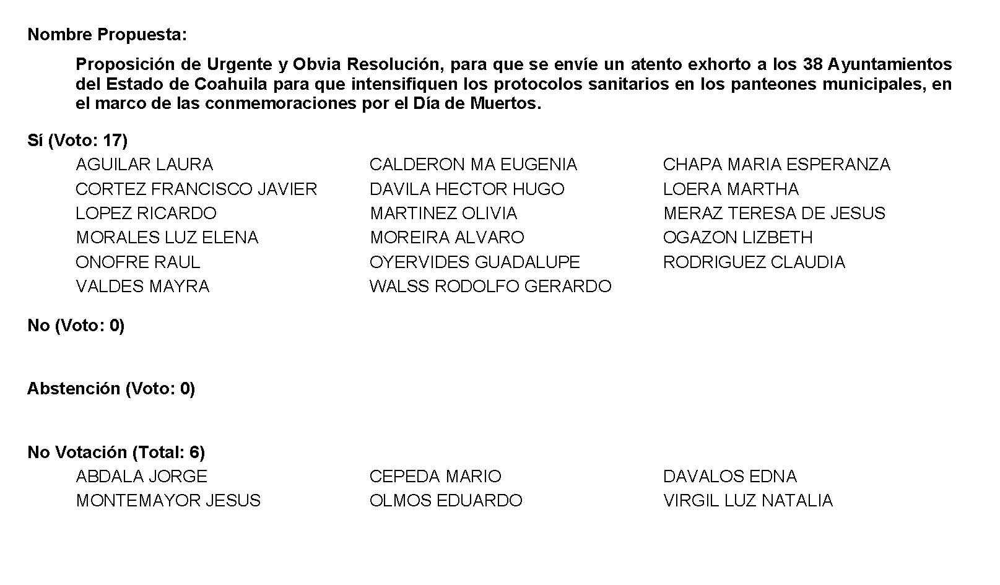 Nombre Propuesta:
Proposición de Urgente y Obvia Resolución, para que se envíe un atento exhorto a los 38 Ayuntamientos
del Estado de Coahuila para que intensifiquen los protocolos sanitarios en los panteones municipales, en
el marco de las conmemoraciones por el Día de Muertos.
Sí (Voto: 17)
AGUILAR LAURA CALDERON MA EUGENIA CHAPA MARIA ESPERANZA
CORTEZ FRANCISCO JAVIER DAVILA HECTOR HUGO LOERA MARTHA
LOPEZ RICARDO MARTINEZ OLIVIA MERAZ TERESA DE JESUS
MORALES LUZ ELENA MOREIRA ALVARO OGAZON LIZBETH
ONOFRE RAUL OYERVIDES GUADALUPE RODRIGUEZ CLAUDIA
VALDES MAYRA WALSS RODOLFO GERARDO
No (Voto: 0)
Abstención (Voto: 0)
No Votación (Total: 6)
ABDALA JORGE CEPEDA MARIO DAVALOS EDNA
MONTEMAYOR JESUS OLMOS EDUARDO VIRGIL LUZ NATALIA